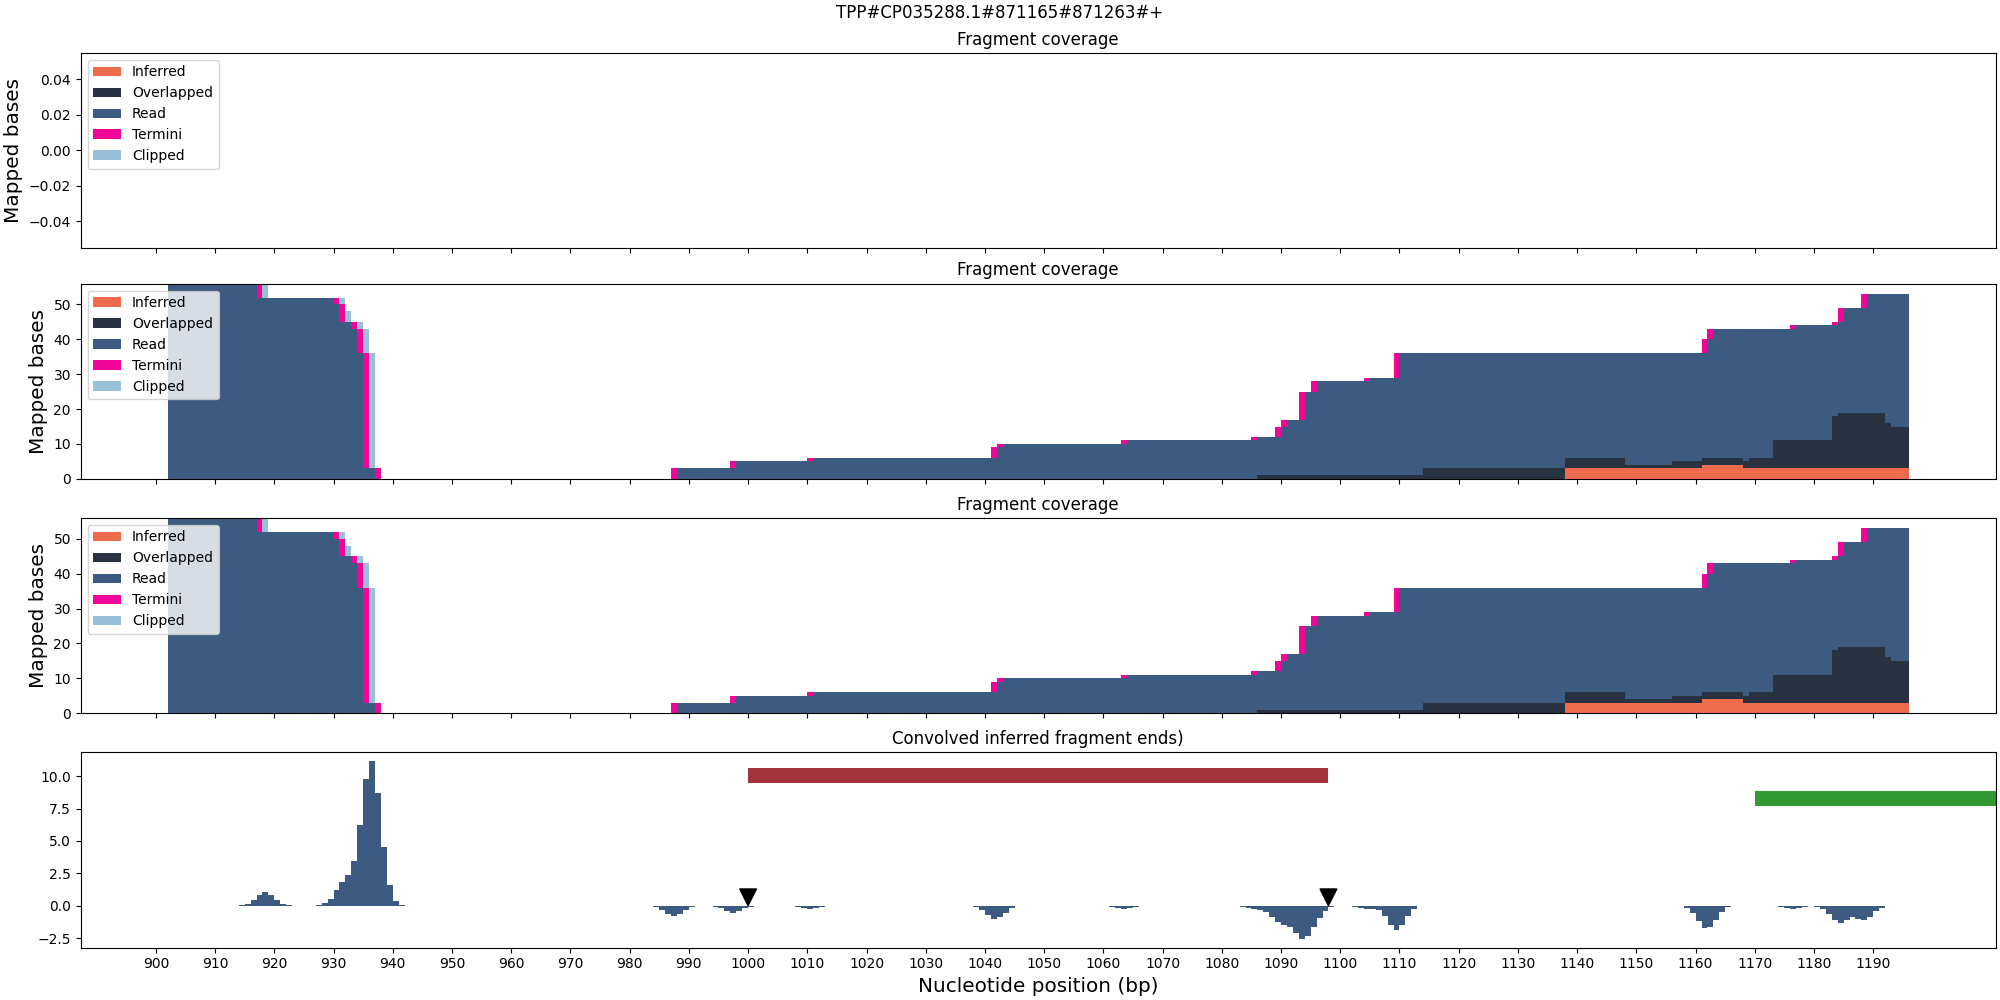 TPP#CP035288.1#871165#871263#+
Fragment coverage
Mapped bases
0.04
0.02
0.00
−0.02
−0.04
Inferred
Overlapped
Read
Termini
Clipped
Fragment coverage
Mapped bases
50
40
30
20
10
0
Inferred
Overlapped
Read
Termini
Clipped
Fragment coverage
Mapped bases
50
40
30
20
10
0
Inferred
Overlapped
Read
Termini
Clipped
Convolved inferred fragment ends)
10.0
7.5
5.0
2.5
0.0
−2.5
900 910 920 930 940 950 960 970 980 990 1000 1010 1020 1030 1040 1050 1060 1070 1080 1090 1100 1110 1120 1130 1140 1150 1160 1170 1180 1190
Nucleotide position (bp)